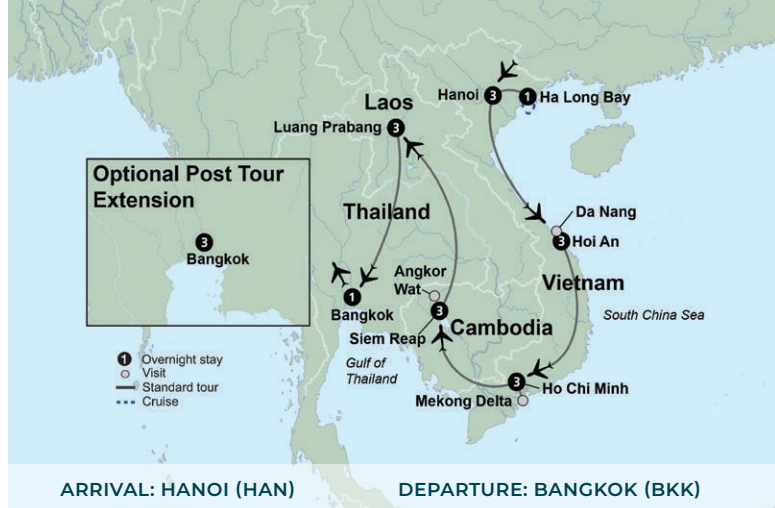 Hanoi 3
1 Ha Long Bay
Laos
Luang Prabang 3
Optional Post Tour
Extension
3
Bangkok
Thailand
Da Nang
3 Hoi An
Vietnam
South China Sea
Angkor
Wat
1
Bangkok
3
Siem Reap
Cambodia
Gulf of
Thailand
3 Ho Chi Minh
Mekong Delta
1 Overnight stay
Visit
Standard tour
Cruise
ARRIVAL: HANOI (HAN)
DEPARTURE: BANGKOK (BKK)